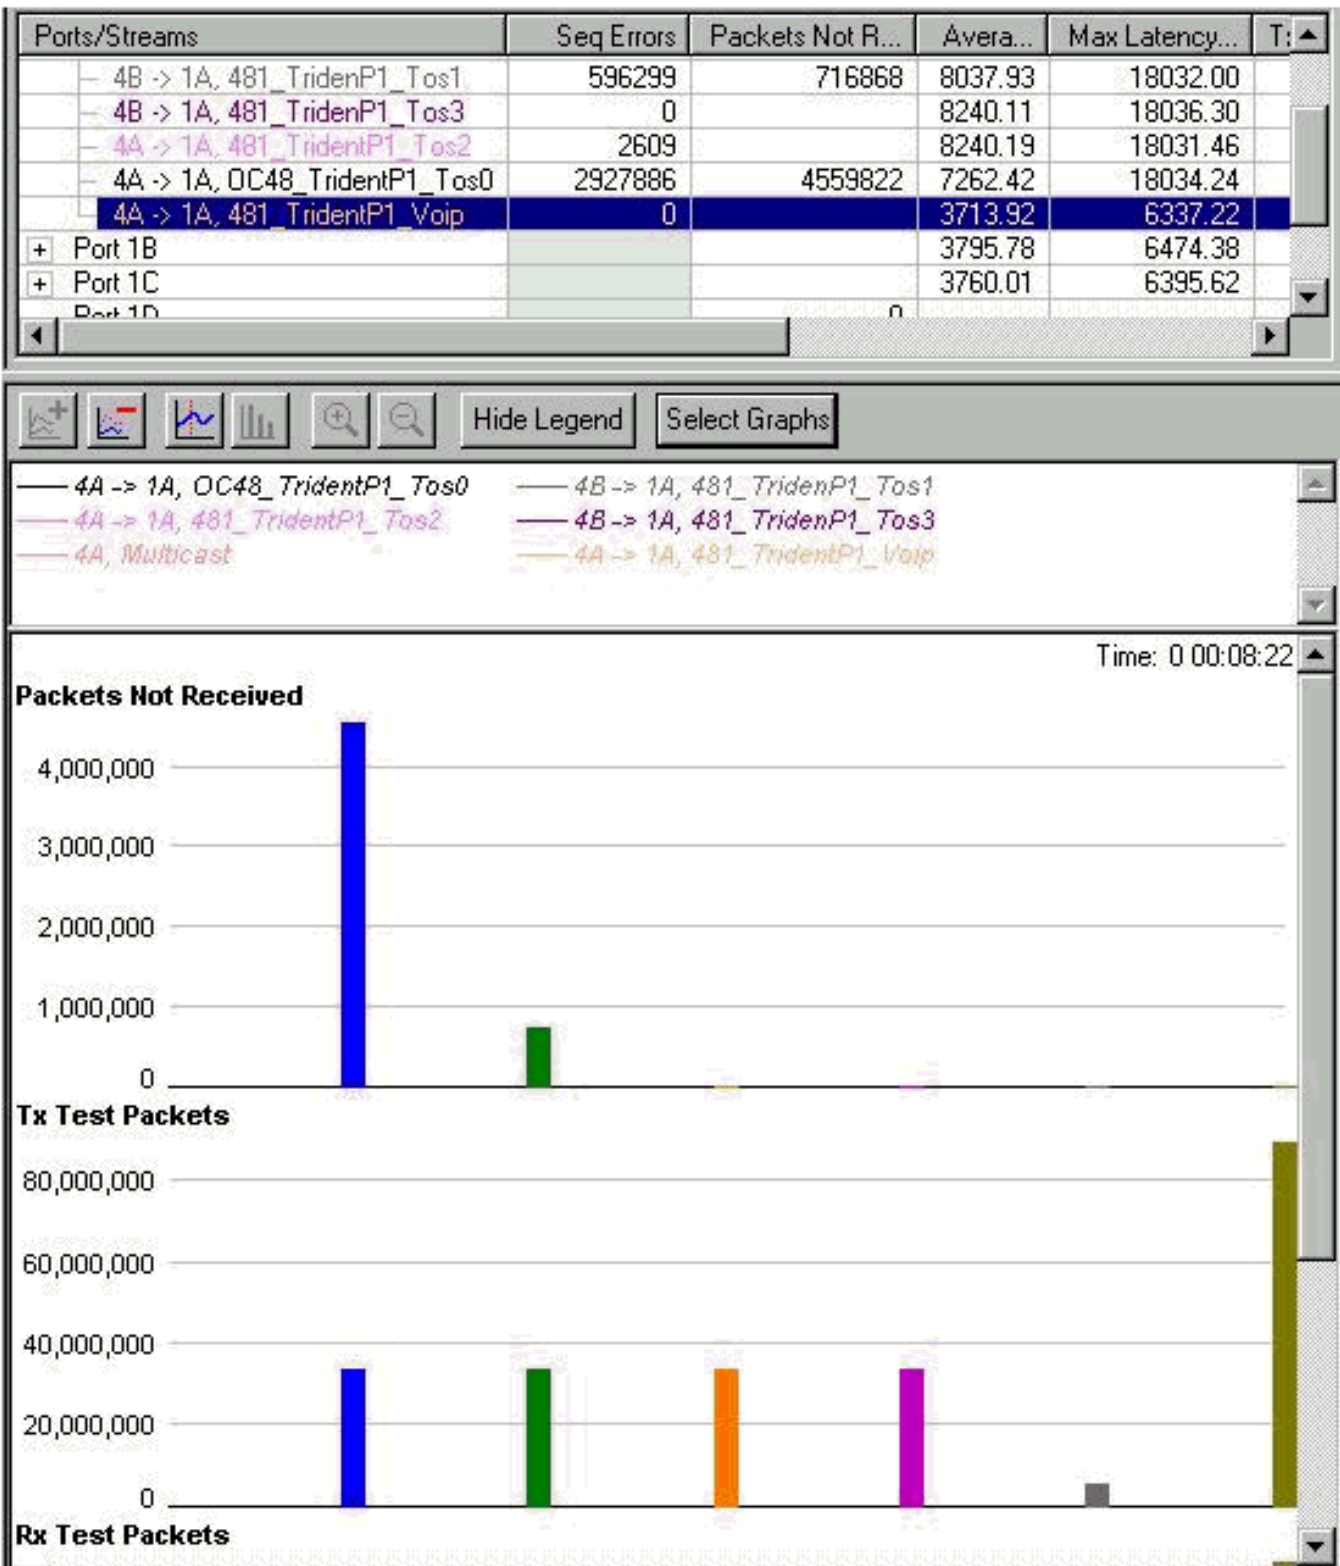 Ports/Streams Seq Errors Packets Not R... Avera... Max Latency...
4B -> 1A, 481_TridenP1_Tos1 596299 716868 8037.93 18032.00
4B -> 1A, 481_TridenP1_Tos3 0 8240.11 18036.30
4A -> 1A, 481_TridentP1_Tos2 2609 8240.19 18031.46
4A -> 1A, OC48_TridentP1_Tos0 2927886 4559822 7262.42 18034.24
4A -> 1A, 481_TridentP1_Voip 0 3713.92 6337.22
+ Port 1B 3795.78 6474.38
+ Port 1C 3760.01 6395.62
Port 1D 0
Hide Legend Select Graphs
4A -> 1A, OC48_TridentP1_Tos0 4B -> 1A, 481_TridenP1_Tos1
4A -> 1A, 481_TridentP1_Tos2 4B -> 1A, 481_TridenP1_Tos3
4A, Multicast 4A -> 1A, 481_TridentP1_Voip
Time: 0 00:08:22
Packets Not Received
4,000,000
3,000,000
2,000,000
1,000,000
0
Tx Test Packets
80,000,000
60,000,000
40,000,000
20,000,000
0
Rx Test Packets